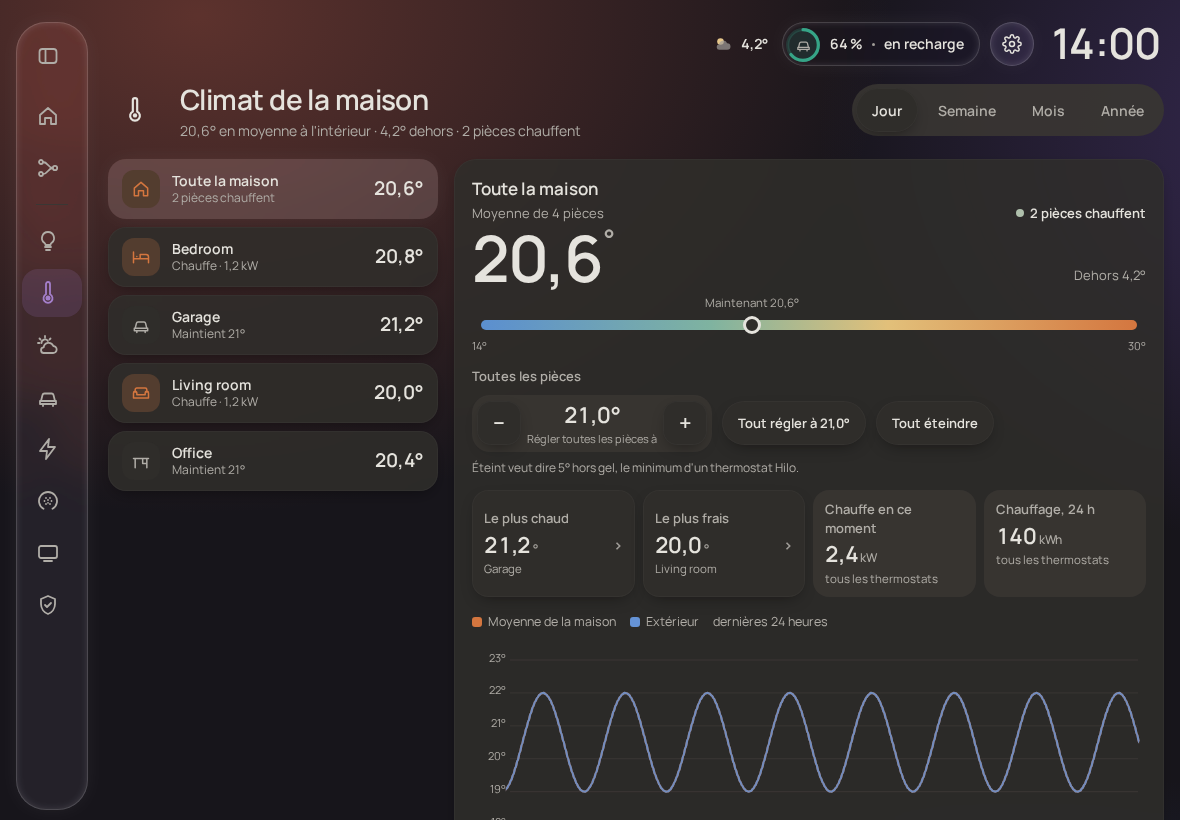 4,2°
64 % • en recharge
14:00
Climat de la maison
20,6° en moyenne à l'intérieur · 4,2° dehors · 2 pièces chauffent
Jour
Semaine
Mois
Année
Toute la maison
2 pièces chauffent
20,6°
Bedroom
Chauffe · 1,2 kW
20,8°
Garage
Maintient 21°
21,2°
Living room
Chauffe · 1,2 kW
20,0°
Office
Maintient 21°
20,4°
Toute la maison
Moyenne de 4 pièces
2 pièces chauffent
20,6°
Dehors 4,2°
Maintenant 20,6°
14°
30°
Toutes les pièces
−
21,0°
Régler toutes les pièces à
+
Tout régler à 21,0°
Tout éteindre
Éteint veut dire 5° hors gel, le minimum d'un thermostat Hilo.
Le plus chaud
21,2°
Garage
Le plus frais
20,0°
Living room
Chauffe en ce
moment
2,4 kW
tous les thermostats
Chauffage, 24 h
140 kWh
tous les thermostats
Moyenne de la maison
Extérieur
dernières 24 heures
23°
22°
21°
20°
19°